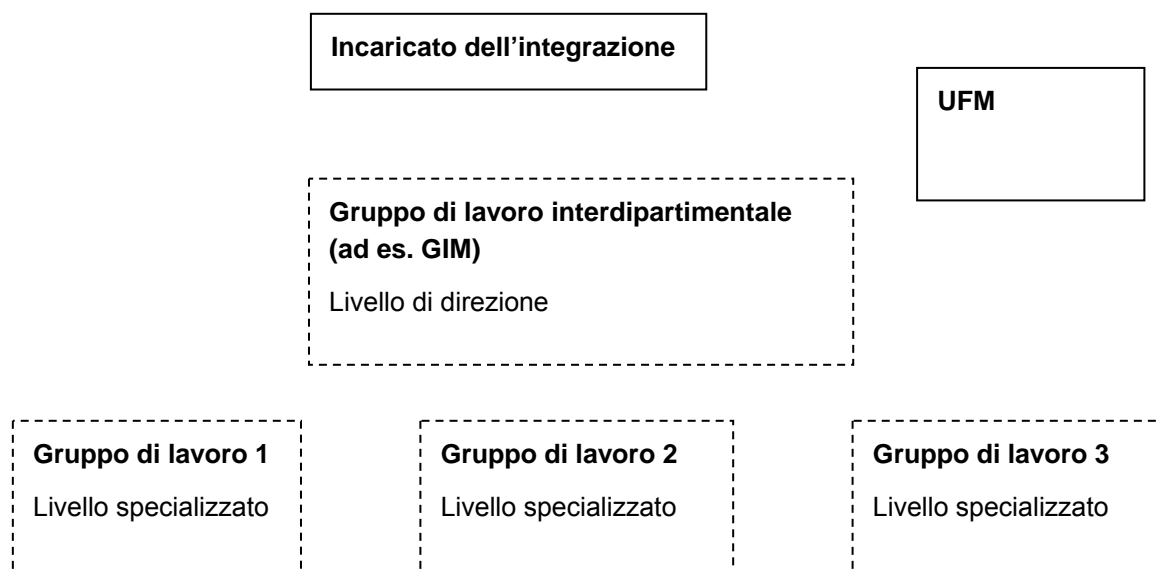 Incaricato dell’integrazione
UFM
Gruppo di lavoro interdipartimentale
(ad es. GIM)
Livello di direzione
Gruppo di lavoro 1
Livello specializzato
Gruppo di lavoro 2
Livello specializzato
Gruppo di lavoro 3
Livello specializzato